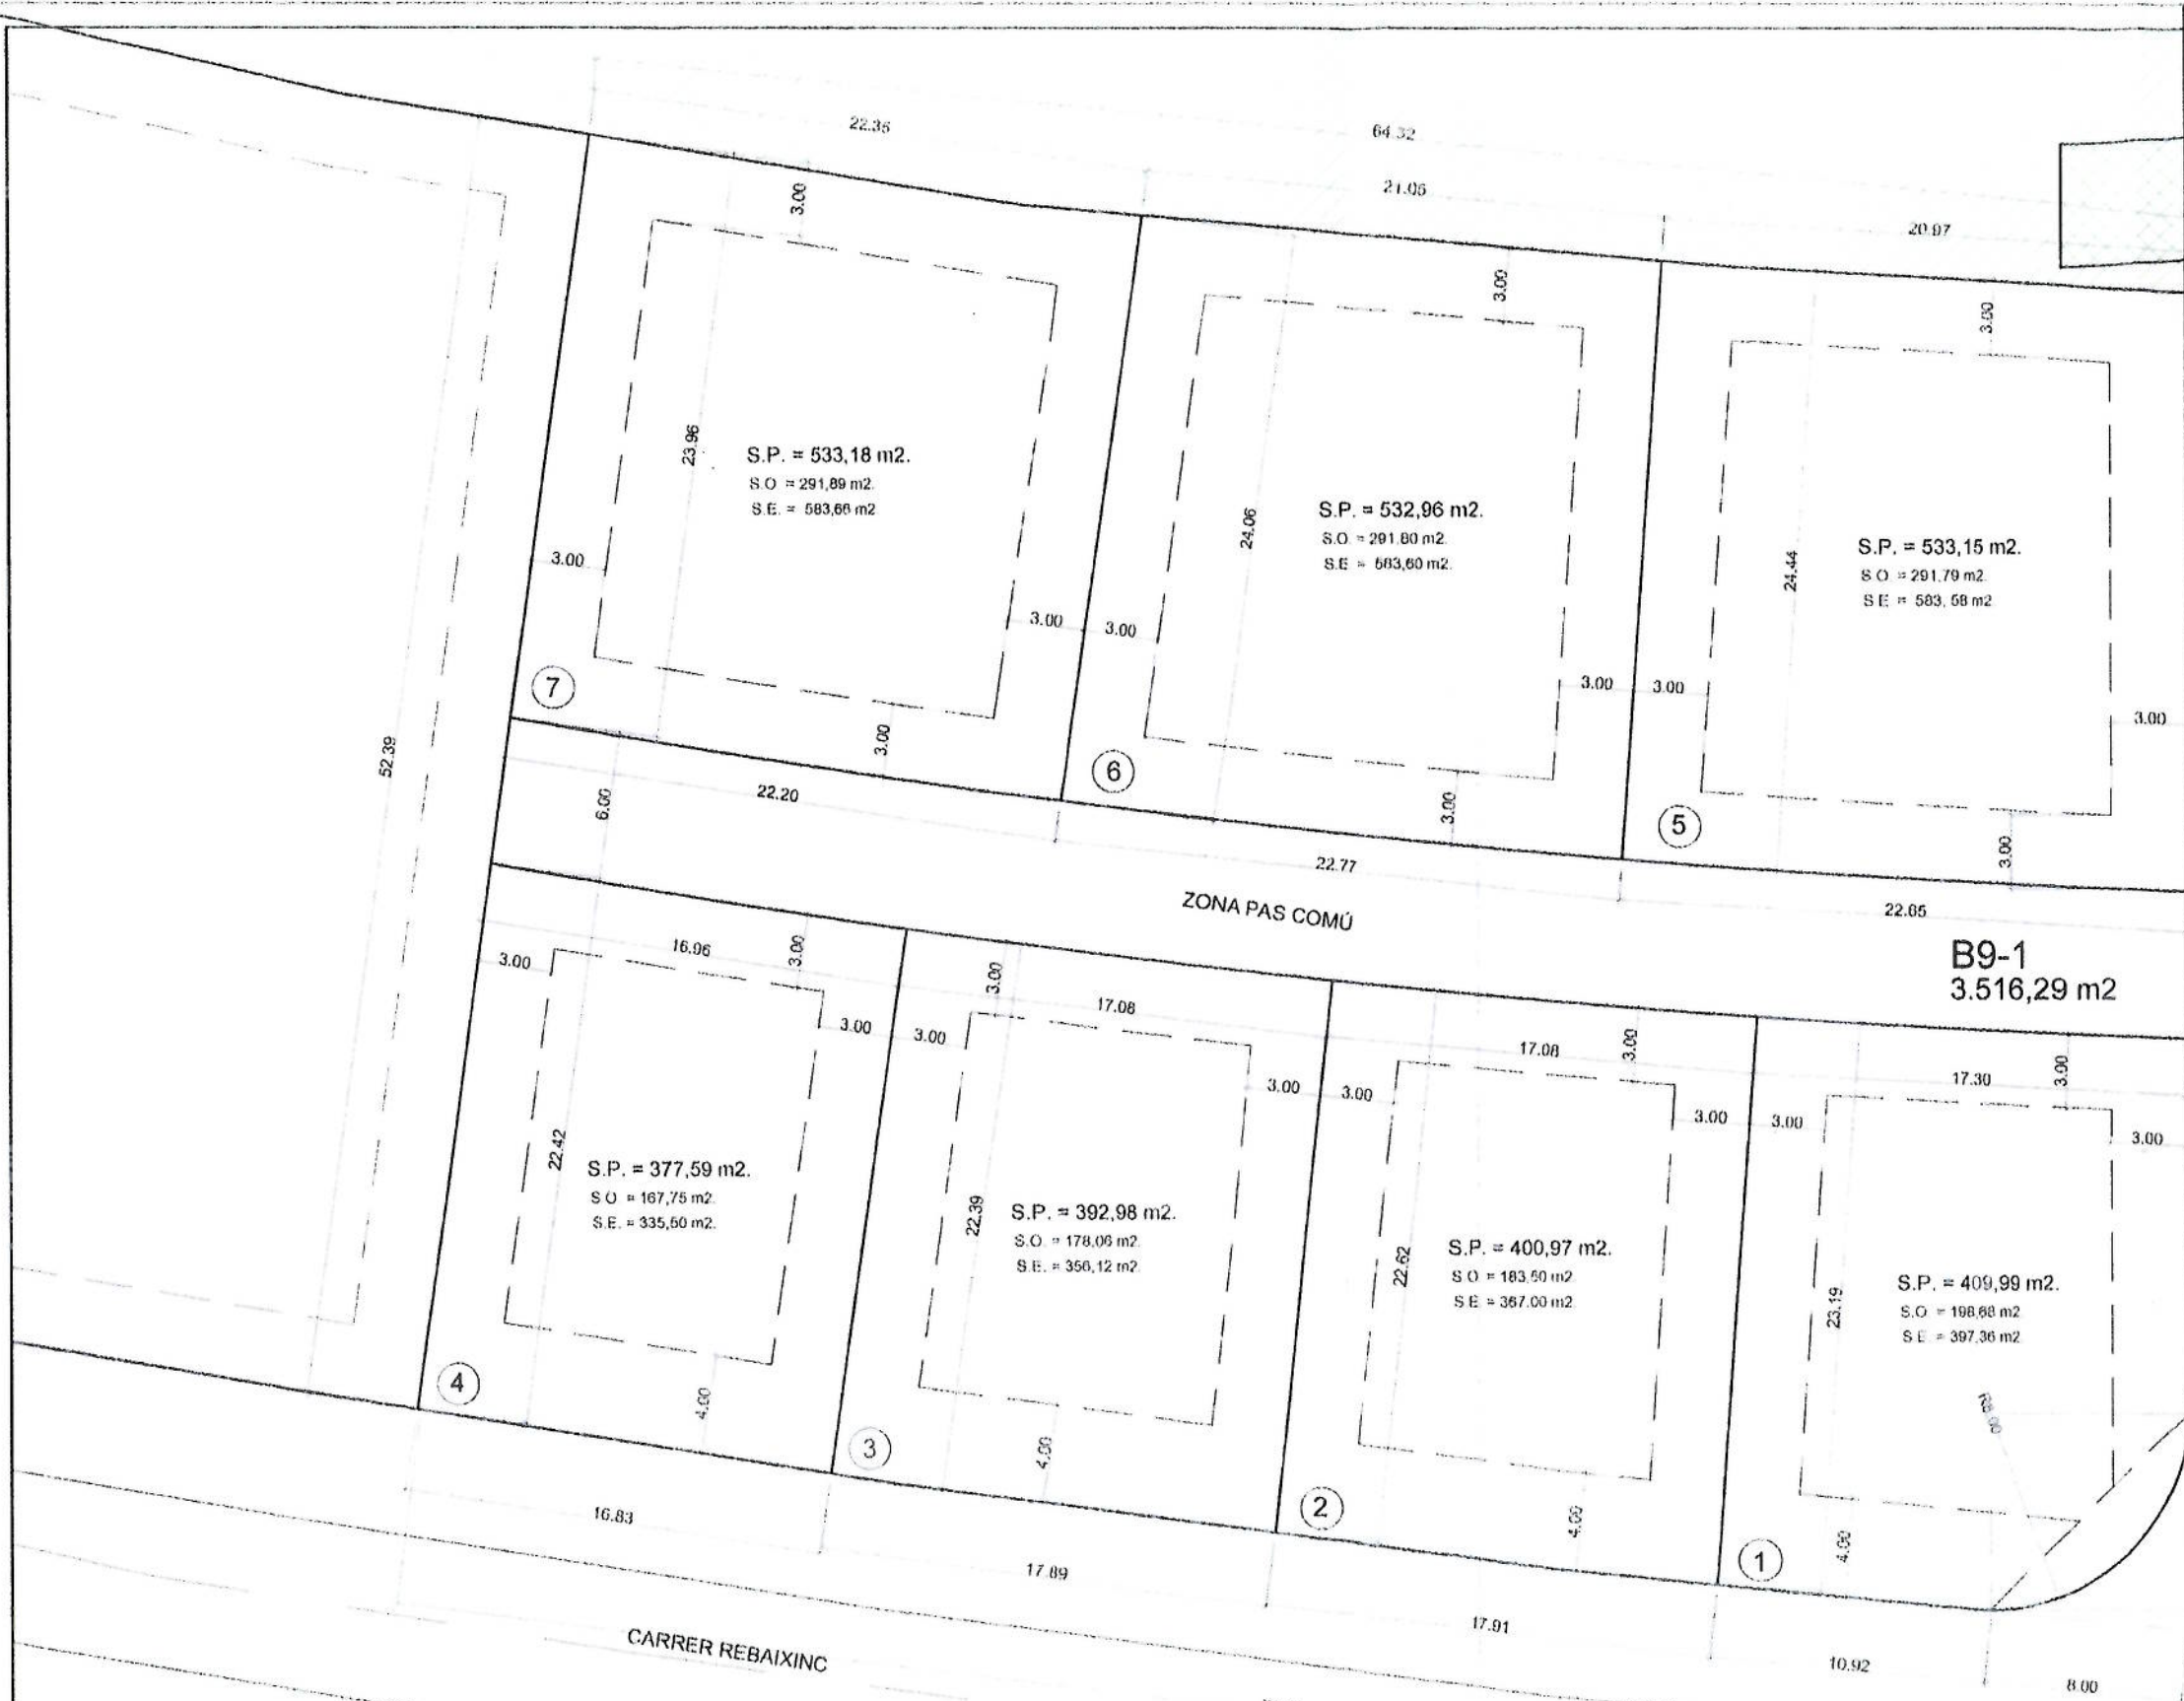 22.35
64.32
21.06
20.97
3.00
3.00
3.00
23.96
S.P. = 533,18 m2.
S.O. = 291,89 m2.
S.E. = 583,66 m2
24.06
S.P. = 532,96 m2.
S.O. = 291.80 m2.
S.E = 583,60 m2.
24.44
S.P. = 533,15 m2.
S.O. = 291.79 m2.
S E = 583, 58 m2
3.00
3.00
3.00
3.00
3.00
3.00
7
6
5
3.00
3.00
3.00
52.39
6.00
22.20
22.77
22.85
ZONA PAS COMÚ
B9-1
3.516,29 m2
3.00
16.96
3.00
3.00
3.00
3.00
17.08
3.00
3.00
17.08
3.00
3.00
3.00
17.30
3.00
3.00
22.42
S.P. = 377,59 m2.
S.O = 167,75 m2.
S.E. = 335,50 m2.
22.39
S.P. = 392,98 m2.
S.O. = 178,06 m2.
S.E. = 356,12 m2.
22.62
S.P. = 400,97 m2.
S.O = 183,50 m2
S.E = 367.00 m2
23.19
S.P. = 409,99 m2.
S.O = 198,68 m2
S E = 397,36 m2
R8.00
4
4.00
3
4.00
2
4.00
1
4.00
16.83
17.89
17.91
10.92
8.00
CARRER REBAIXINC